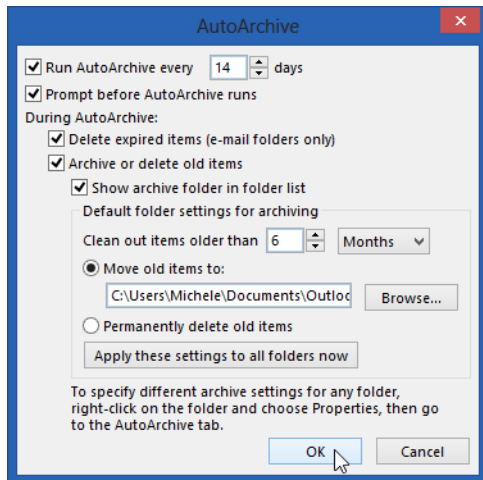 AutoArchive
Run AutoArchive every 14 days
Prompt before AutoArchive runs
During AutoArchive:
Delete expired items (e-mail folders only)
Archive or delete old items
Show archive folder in folder list
Default folder settings for archiving
Clean out items older than 6 Months
Move old items to:
C:\Users\Michele\Documents\Outloc Browse...
Permanently delete old items
Apply these settings to all folders now
To specify different archive settings for any folder,
right-click on the folder and choose Properties, then go
to the AutoArchive tab.
OK Cancel